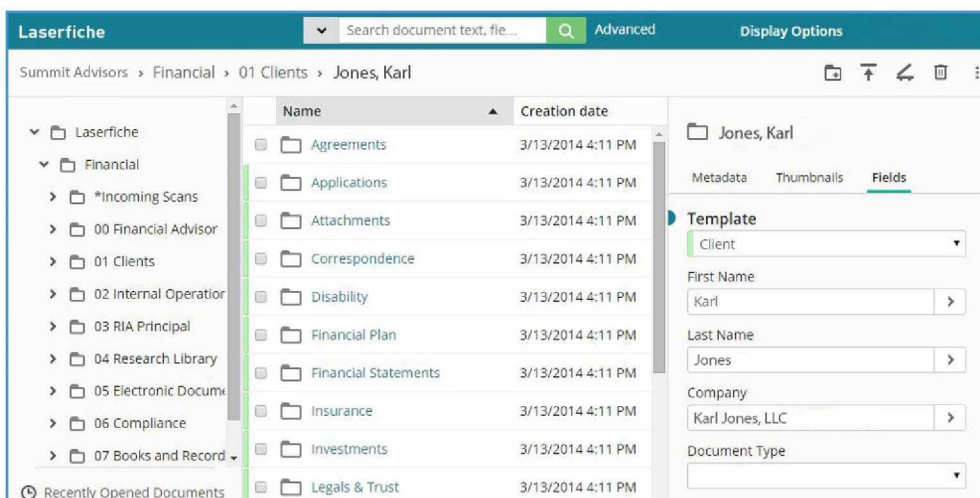 Laserfiche
Search document text, fie...
Advanced
Display Options
Summit Advisors › Financial › 01 Clients › Jones, Karl
Laserfiche
Financial
*Incoming Scans
00 Financial Advisor
01 Clients
02 Internal Operation
03 RIA Principal
04 Research Library
05 Electronic Docume
06 Compliance
07 Books and Record
Recently Opened Documents
Name Creation date
Agreements 3/13/2014 4:11 PM
Applications 3/13/2014 4:11 PM
Attachments 3/13/2014 4:11 PM
Correspondence 3/13/2014 4:11 PM
Disability 3/13/2014 4:11 PM
Financial Plan 3/13/2014 4:11 PM
Financial Statements 3/13/2014 4:11 PM
Insurance 3/13/2014 4:11 PM
Investments 3/13/2014 4:11 PM
Legals & Trust 3/13/2014 4:11 PM
Jones, Karl
Metadata Thumbnails Fields
Template
Client
First Name
Karl
Last Name
Jones
Company
Karl Jones, LLC
Document Type